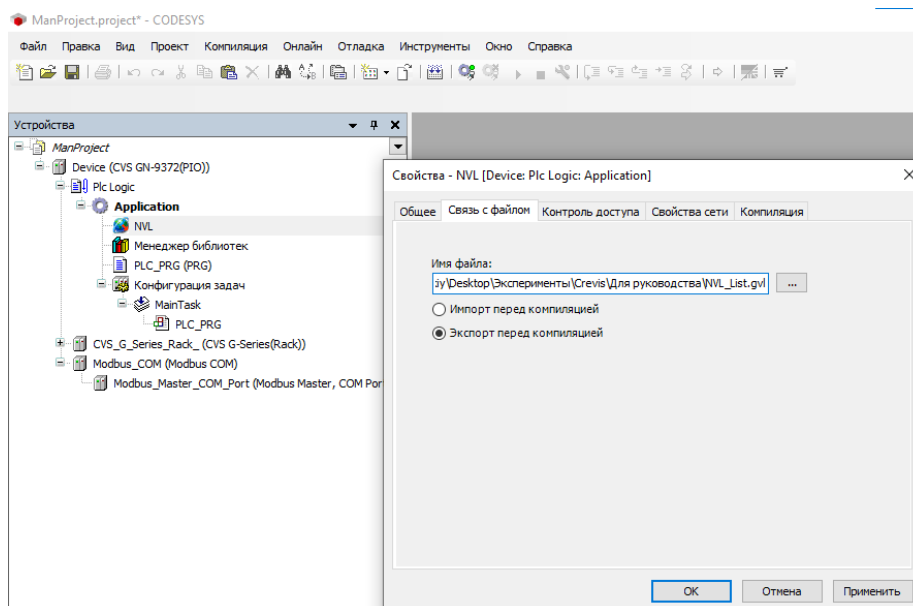 ManProject.project* - CODESYS
Файл Правка Вид Проект Компиляция Онлайн Отладка Инструменты Окно Справка
Устройства
ManProject
Device (CVS GN-9372(PIO))
Plc Logic
Application
NVL
Менеджер библиотек
PLC_PRG (PRG)
Конфигурация задач
MainTask
PLC_PRG
CVS_G_Series_Rack_ (CVS G-Series(Rack))
Modbus_COM (Modbus COM)
Modbus_Master_COM_Port (Modbus Master, COM Por
Свойства - NVL [Device: Plc Logic: Application]
Общее Связь с файлом Контроль доступа Свойства сети Компиляция
Имя файла:
\Desktop\Эксперименты\Crevis\Для руководства\NVL_List.gvl ...
Импорт перед компиляцией
Экспорт перед компиляцией
OK Отмена Применить